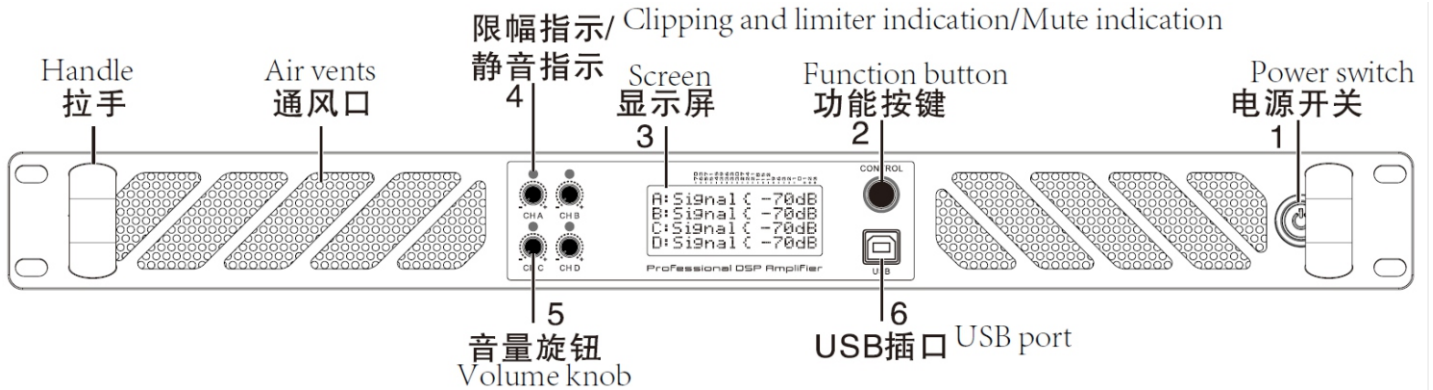 限幅指示/ Clipping and limiter indication/Mute indication
静音指示
4
Handle
拉手
Air vents
通风口
Screen
显示屏
3
Function button
功能按键
2
Power switch
电源开关
1
CONTROL
CH A
CH B
CH C
CH D
A:Signal< -70dB
B:Signal< -70dB
C:Signal< -70dB
D:Signal< -70dB
Professional DSP Amplifier
USB
5
音量旋钮
Volume knob
6
USB插口 USB port